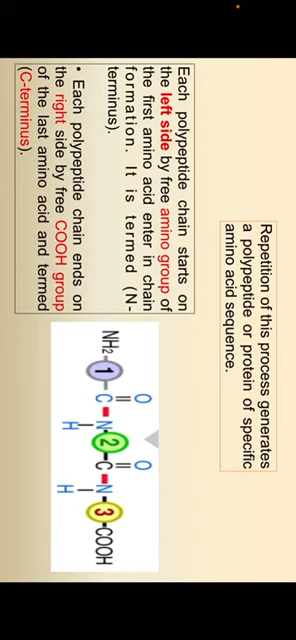 Repetition of this process generates
a polypeptide or protein of specific
amino acid sequence.
Each polypeptide chain starts on
the left side by free amino group of
the first amino acid enter in chain
formation. It is termed (N-
terminus).
• Each polypeptide chain ends on
the right side by free COOH group
of the last amino acid and termed
(C-terminus).
O O
NH2-1-C-N-2-C-N-3-COOH
H H